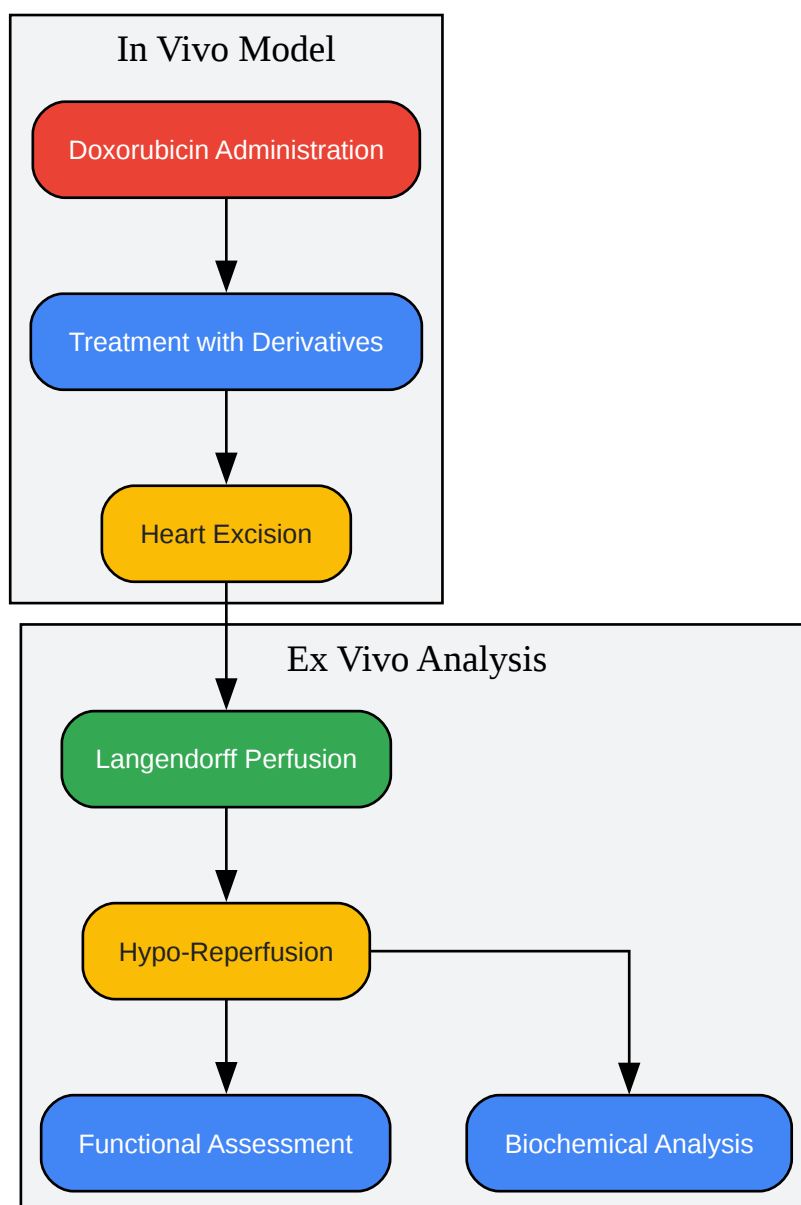 In Vivo Model
Doxorubicin Administration
Treatment with Derivatives
Heart Excision
Ex Vivo Analysis
Langendorff Perfusion
Hypo-Reperfusion
Functional Assessment
Biochemical Analysis